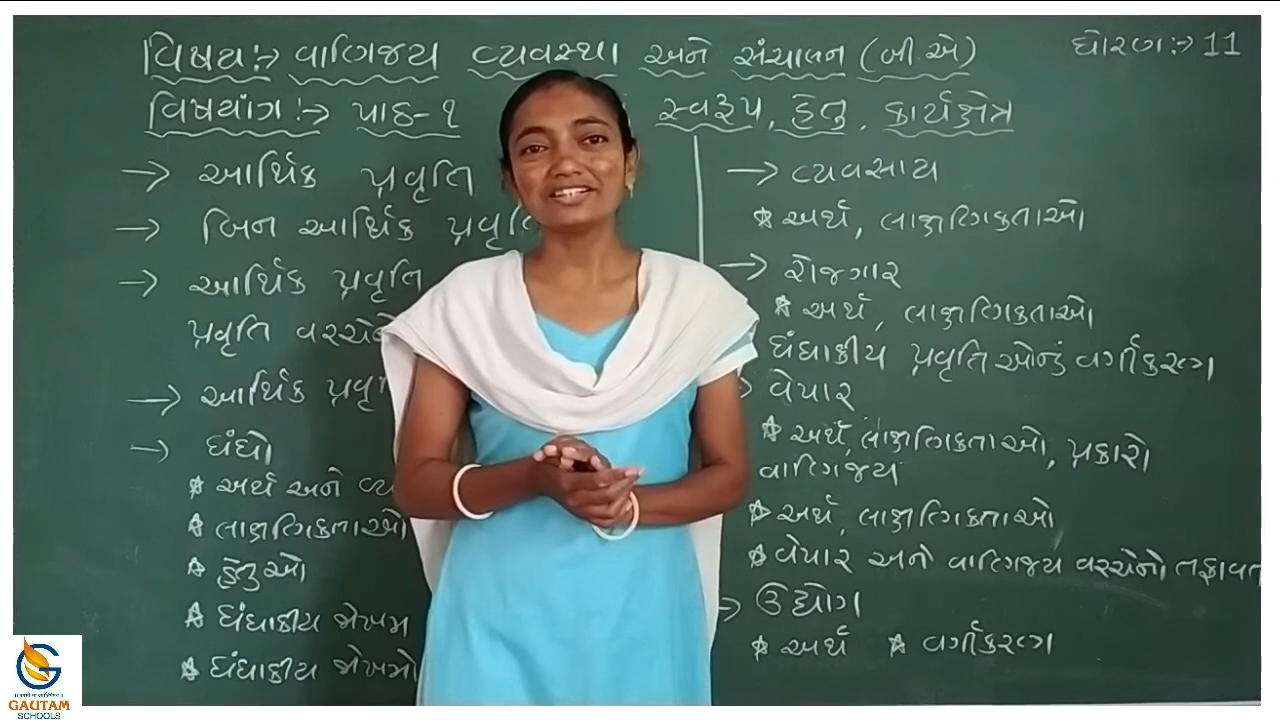 વિષય:-> વાણિજ્ય વ્યવસ્થા અને સંચાલન (બી.એ)
ધોરણ:-> 11
વિષયાંગ:-> પાઠ-૧ સ્વરૂપ, હેતુ, કાર્યક્ષેત્ર
-> આર્થિક પ્રવૃતિ
-> બિન આર્થિક પ્રવૃતિ
-> આર્થિક પ્રવૃતિ
પ્રવૃતિ વચ્ચેનો
-> આર્થિક
-> ધંધો
* અર્થ અને
* લાક્ષણિકતાઓ
* હેતુઓ
* ધંધાકીય જોખમ
* ધંધાકીય જોખમો
-> વ્યવસાય
* અર્થ, લાક્ષણિકતાઓ
-> રોજગાર
* અર્થ, લાક્ષણિકતાઓ
ધંધાકીય પ્રવૃતિઓનું વર્ગીકરણ
વેપાર
* અર્થ, લાક્ષણિકતાઓ, પ્રકારો
વાણિજ્ય
* અર્થ, લાક્ષણિકતાઓ
* વેપાર અને વાણિજ્ય વચ્ચેનો તફાવત
-> ઉદ્યોગ
* અર્થ * વર્ગીકરણ
GAUTAM
SCHOOLS